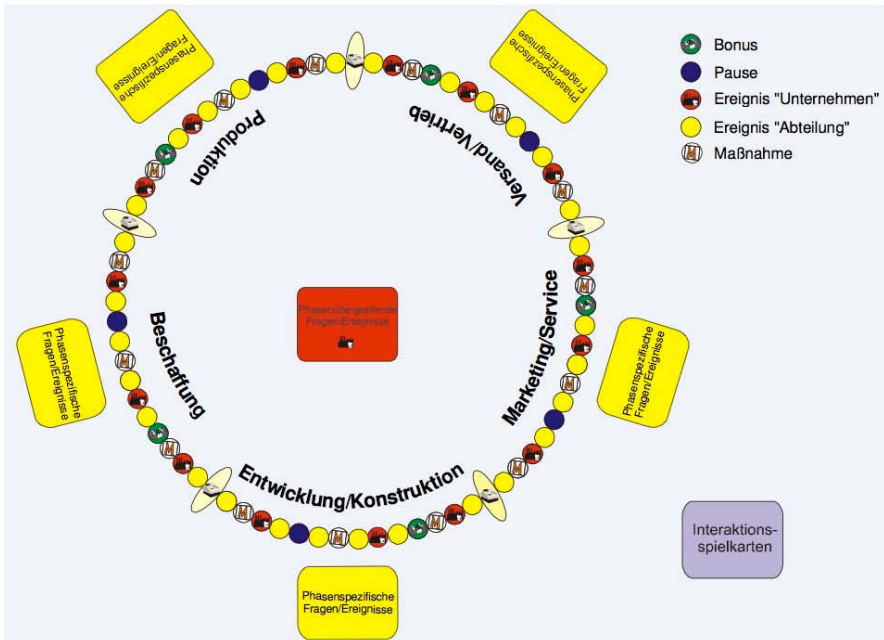 Phasenspezifische
Fragen/Ereignisse
Phasenspezifische
Fragen/Ereignisse
Bonus
Pause
Ereignis "Unternehmen"
Ereignis "Abteilung"
Maßnahme
Produktion
Versand/Vertrieb
Phasenübergreifende
Fragen/Ereignisse
Beschaffung
Marketing/Service
Phasenspezifische
Fragen/Ereignisse
Phasenspezifische
Fragen/Ereignisse
Entwicklung/Konstruktion
Interaktions-
spielkarten
Phasenspezifische
Fragen/Ereignisse